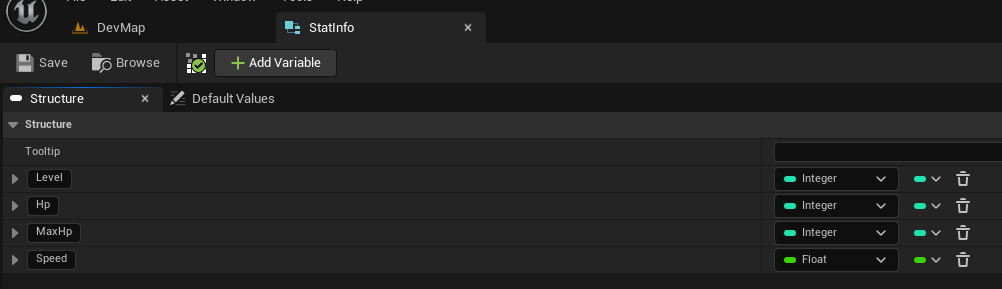 DevMap StatInfo
Save Browse Add Variable
Structure Default Values
Structure
Tooltip
Level Integer
Hp Integer
MaxHp Integer
Speed Float